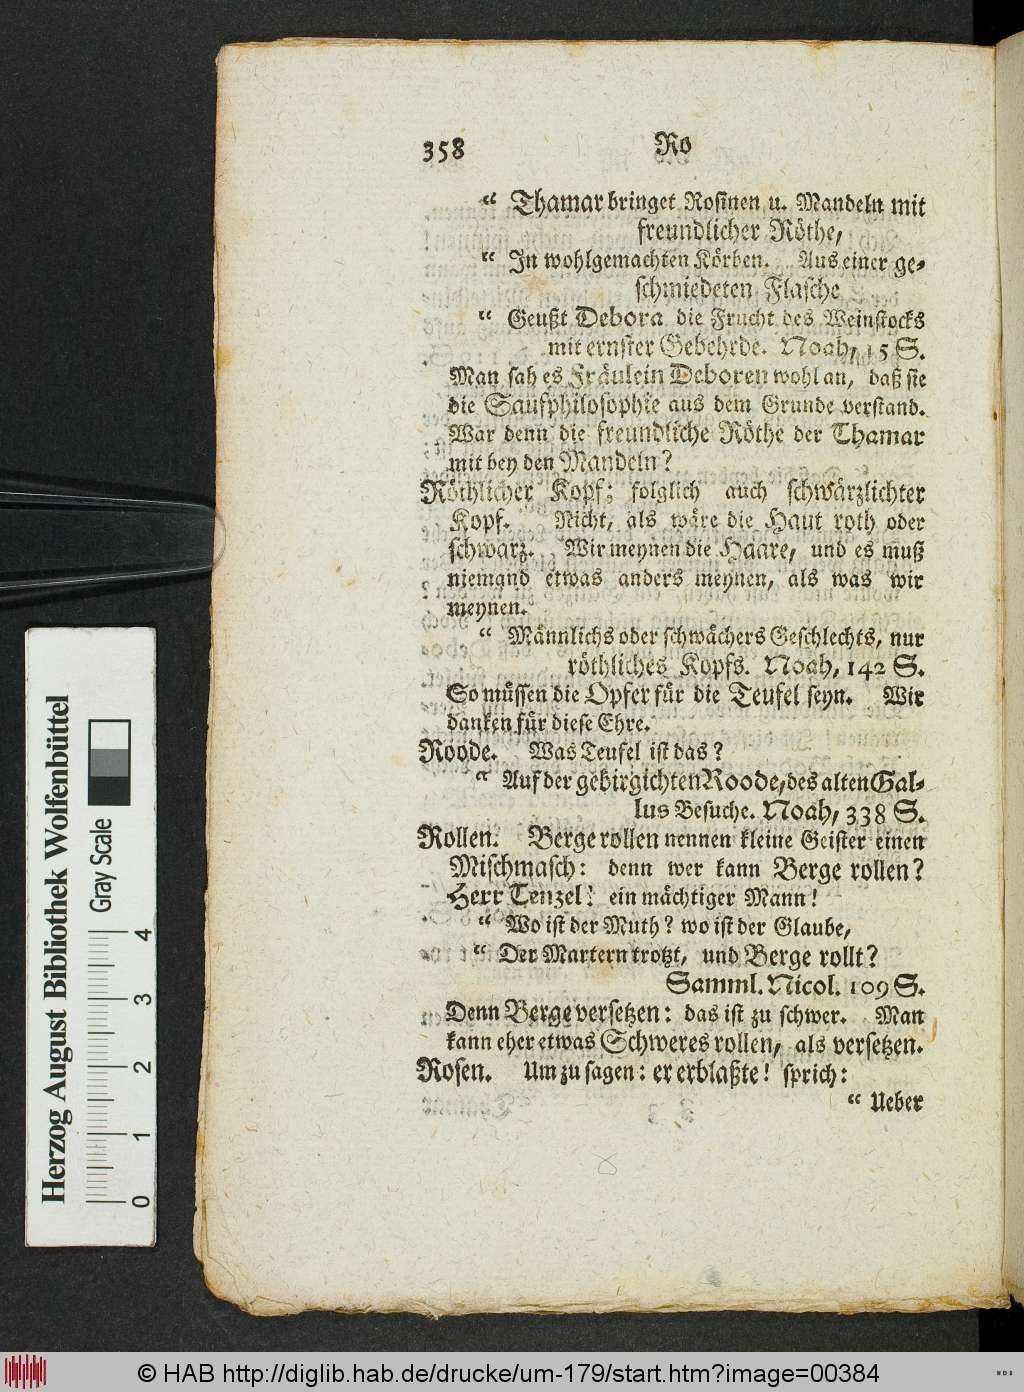 358 Ro
“ Thamar bringet Rosinen u. Mandeln mit
freundlicher Röthe,
“ In wohlgemachten Körben. Aus einer ge-
schmiedeten Flasche
“ Geußt Debora die Frucht des Weinstocks
mit ernster Gebehrde. Noah, 15 S.
Man sah es Fräulein Deboren wohl an, daß sie
die Saufphilosophie aus dem Grunde verstand.
War denn die freundliche Röthe der Thamar
mit bey den Mandeln?
Röthlicher Kopf; folglich auch schwärzlichter
Kopf. Nicht, als wäre die Haut roth oder
schwarz. Wir meynen die Haare, und es muß
niemand etwas anders meynen, als was wir
meynen.
“ Männlichs oder schwächers Geschlechts, nur
röthliches Kopfs. Noah, 142 S.
So müssen die Opfer für die Teufel seyn. Wir
danken für diese Ehre.
Roode. Was Teufel ist das?
“ Auf der gebirgichten Roode, des alten Gal-
lus Besuche. Noah, 338 S.
Rollen. Berge rollen nennen kleine Geister einen
Mischmasch: denn wer kann Berge rollen?
Herr Tenzel! ein mächtiger Mann!
“ Wo ist der Muth? wo ist der Glaube,
“ Der Martern trotzt, und Berge rollt?
Samml. Nicol. 109 S.
Denn Berge versetzen: das ist zu schwer. Man
kann eher etwas Schweres rollen, als versetzen.
Rosen. Um zu sagen: er erblaßte! sprich:
“ Ueber
Herzog August Bibliothek Wolfenbüttel
Gray Scale
0 1 2 3 4
© HAB http://diglib.hab.de/drucke/um-179/start.htm?image=00384